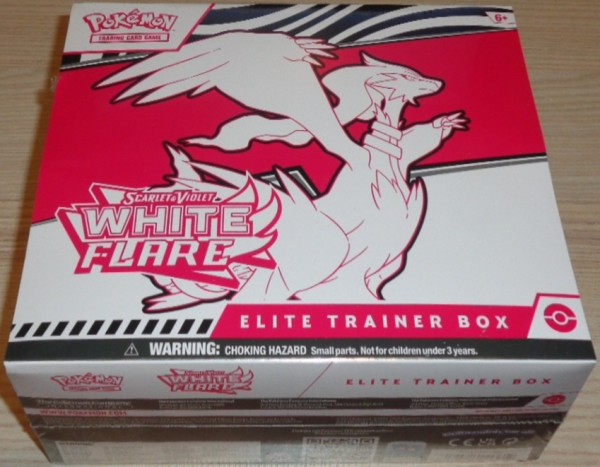 Pokémon
TRADING CARD GAME
6+
SCARLET & VIOLET
WHITE
FLARE
ELITE TRAINER BOX
WARNING: CHOKING HAZARD Small parts. Not for children under 3 years.
Pokémon
WHITE
FLARE
ELITE TRAINER BOX